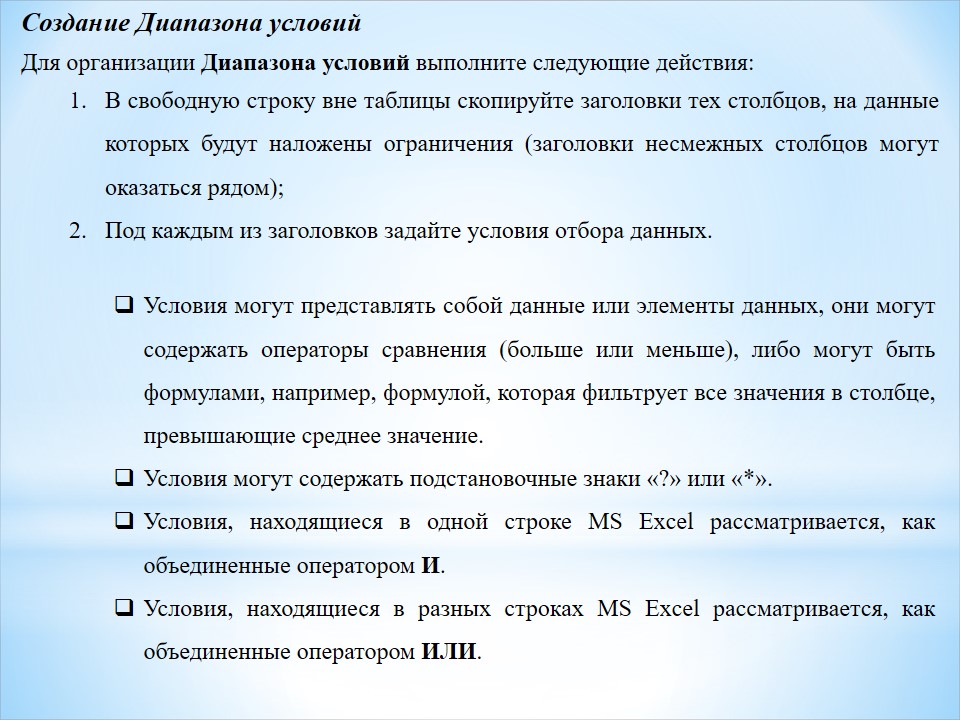 Создание Диапазона условий
Для организации Диапазона условий выполните следующие действия:
1. В свободную строку вне таблицы скопируйте заголовки тех столбцов, на данные
которых будут наложены ограничения (заголовки несмежных столбцов могут
оказаться рядом);
2. Под каждым из заголовков задайте условия отбора данных.
❑ Условия могут представлять собой данные или элементы данных, они могут
содержать операторы сравнения (больше или меньше), либо могут быть
формулами, например, формулой, которая фильтрует все значения в столбце,
превышающие среднее значение.
❑ Условия могут содержать подстановочные знаки «?» или «*».
❑ Условия, находящиеся в одной строке MS Excel рассматривается, как
объединенные оператором И.
❑ Условия, находящиеся в разных строках MS Excel рассматривается, как
объединенные оператором ИЛИ.